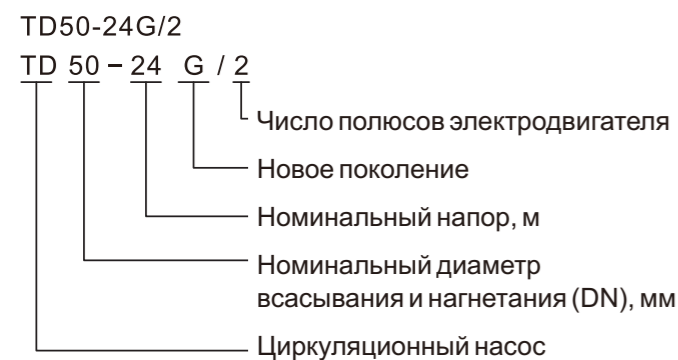 TD50-24G/2
TD 50 – 24 G / 2
Число полюсов электродвигателя
Новое поколение
Номинальный напор, м
Номинальный диаметр
всасывания и нагнетания (DN), мм
Циркуляционный насос